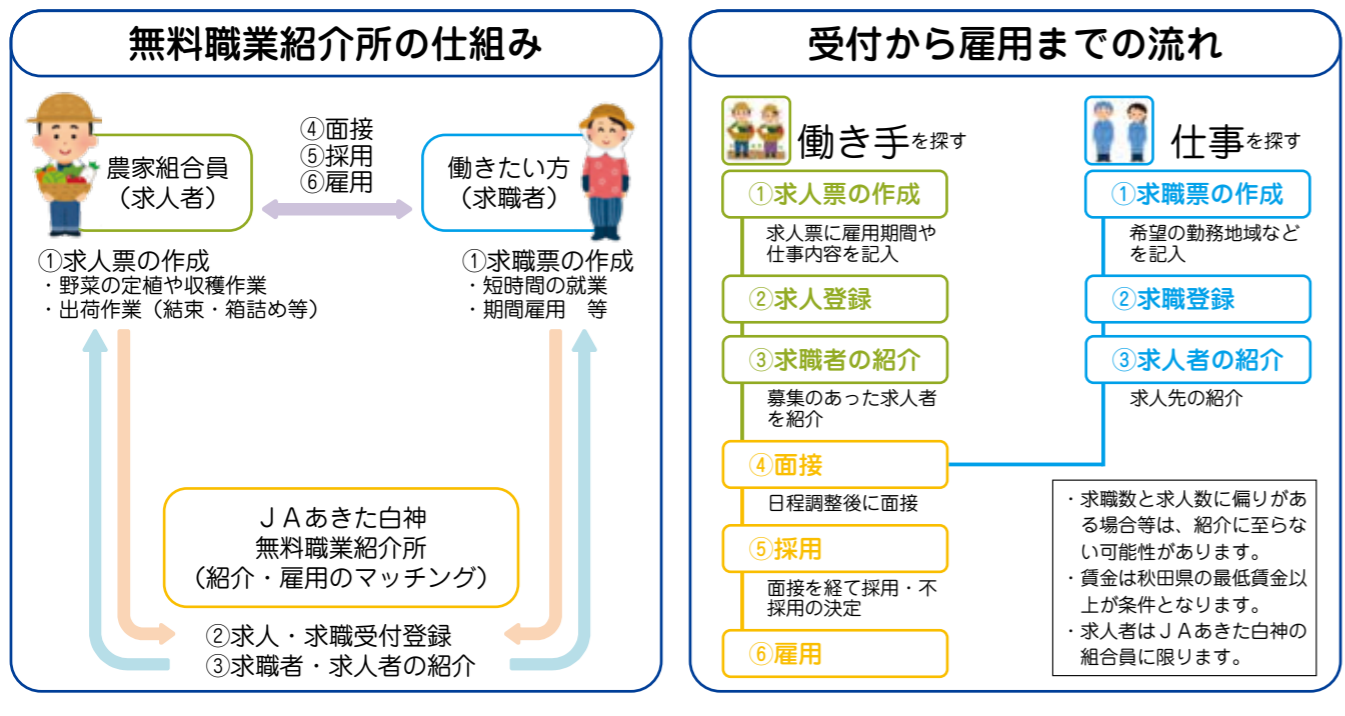 無料職業紹介所の仕組み
農家組合員
（求人者）
④面接
⑤採用
⑥雇用
働きたい方
（求職者）
①求人票の作成
・野菜の定植や収穫作業
・出荷作業（結束・箱詰め等）
①求職票の作成
・短時間の就業
・期間雇用　等
ＪＡあきた白神
無料職業紹介所
（紹介・雇用のマッチング）
②求人・求職受付登録
③求職者・求人者の紹介
受付から雇用までの流れ
働き手を探す
①求人票の作成
求人票に雇用期間や
仕事内容を記入
②求人登録
③求職者の紹介
募集のあった求人者
を紹介
④面接
日程調整後に面接
⑤採用
面接を経て採用・不
採用の決定
⑥雇用
仕事を探す
①求職票の作成
希望の勤務地域など
を記入
②求職登録
③求人者の紹介
求人先の紹介
・求職数と求人数に偏りがあ
る場合等は、紹介に至らな
い可能性があります。
・賃金は秋田県の最低賃金以
上が条件となります。
・求人者はＪＡあきた白神の
組合員に限ります。